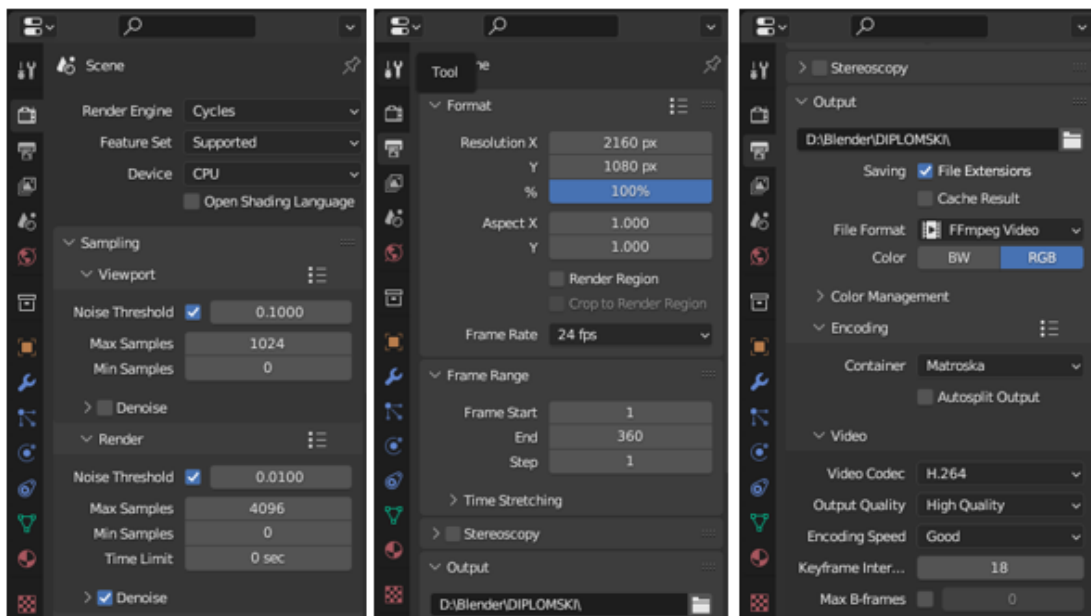 Scene
Render Engine Cycles
Feature Set Supported
Device CPU
Open Shading Language
Sampling
Viewport
Noise Threshold 0.1000
Max Samples 1024
Min Samples 0
Denoise
Render
Noise Threshold 0.0100
Max Samples 4096
Min Samples 0
Time Limit 0 sec
Denoise
Tool
Format
Resolution X 2160 px
Y 1080 px
% 100%
Aspect X 1.000
Y 1.000
Render Region
Crop to Render Region
Frame Rate 24 fps
Frame Range
Frame Start 1
End 360
Step 1
Time Stretching
Stereoscopy
Output
D:\Blender\DIPLOMSKI\
Stereoscopy
Output
D:\Blender\DIPLOMSKI\
Saving File Extensions
Cache Result
File Format FFmpeg Video
Color BW RGB
Color Management
Encoding
Container Matroska
Autosplit Output
Video
Video Codec H.264
Output Quality High Quality
Encoding Speed Good
Keyframe Inter... 18
Max B-frames 0